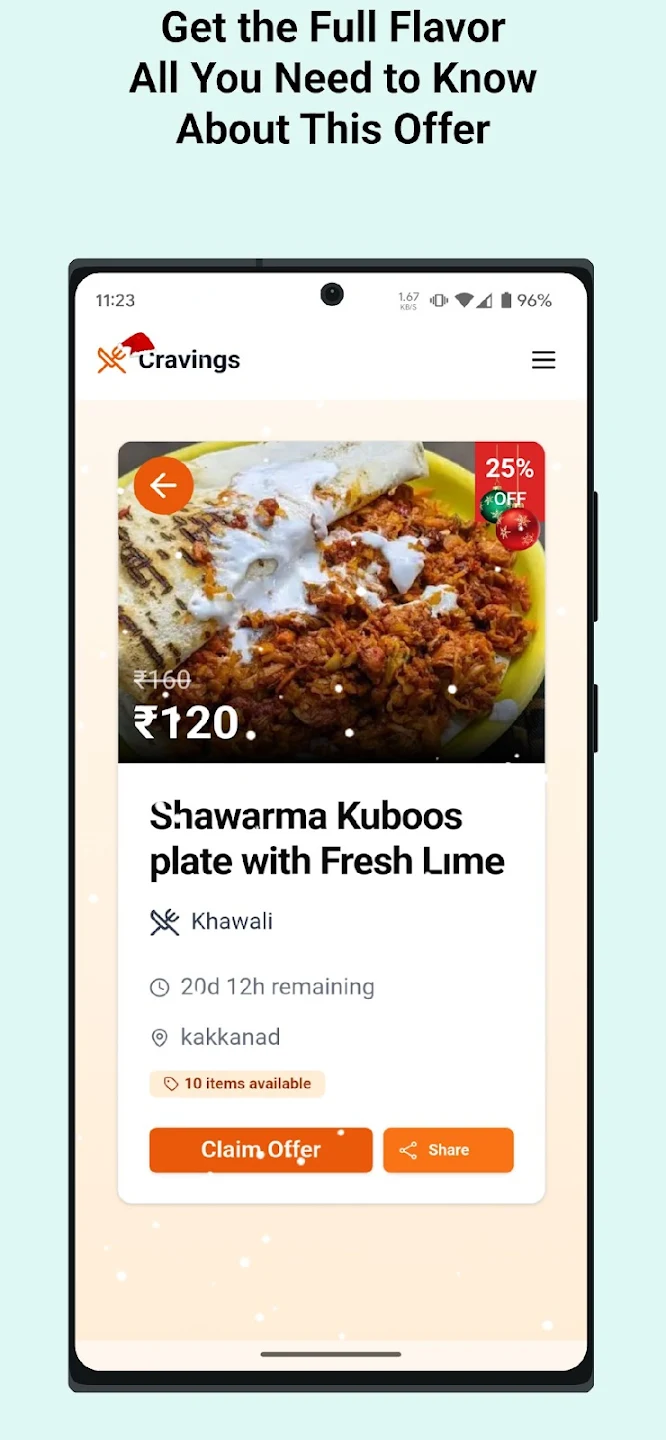 Get the Full Flavor
All You Need to Know
About This Offer
11:23
1.67
KB/S
96%
Cravings
25%
OFF
₹160
₹120
Shawarma Kuboos
plate with Fresh Lime
Khawali
20d 12h remaining
kakkanad
10 items available
Claim Offer
Share